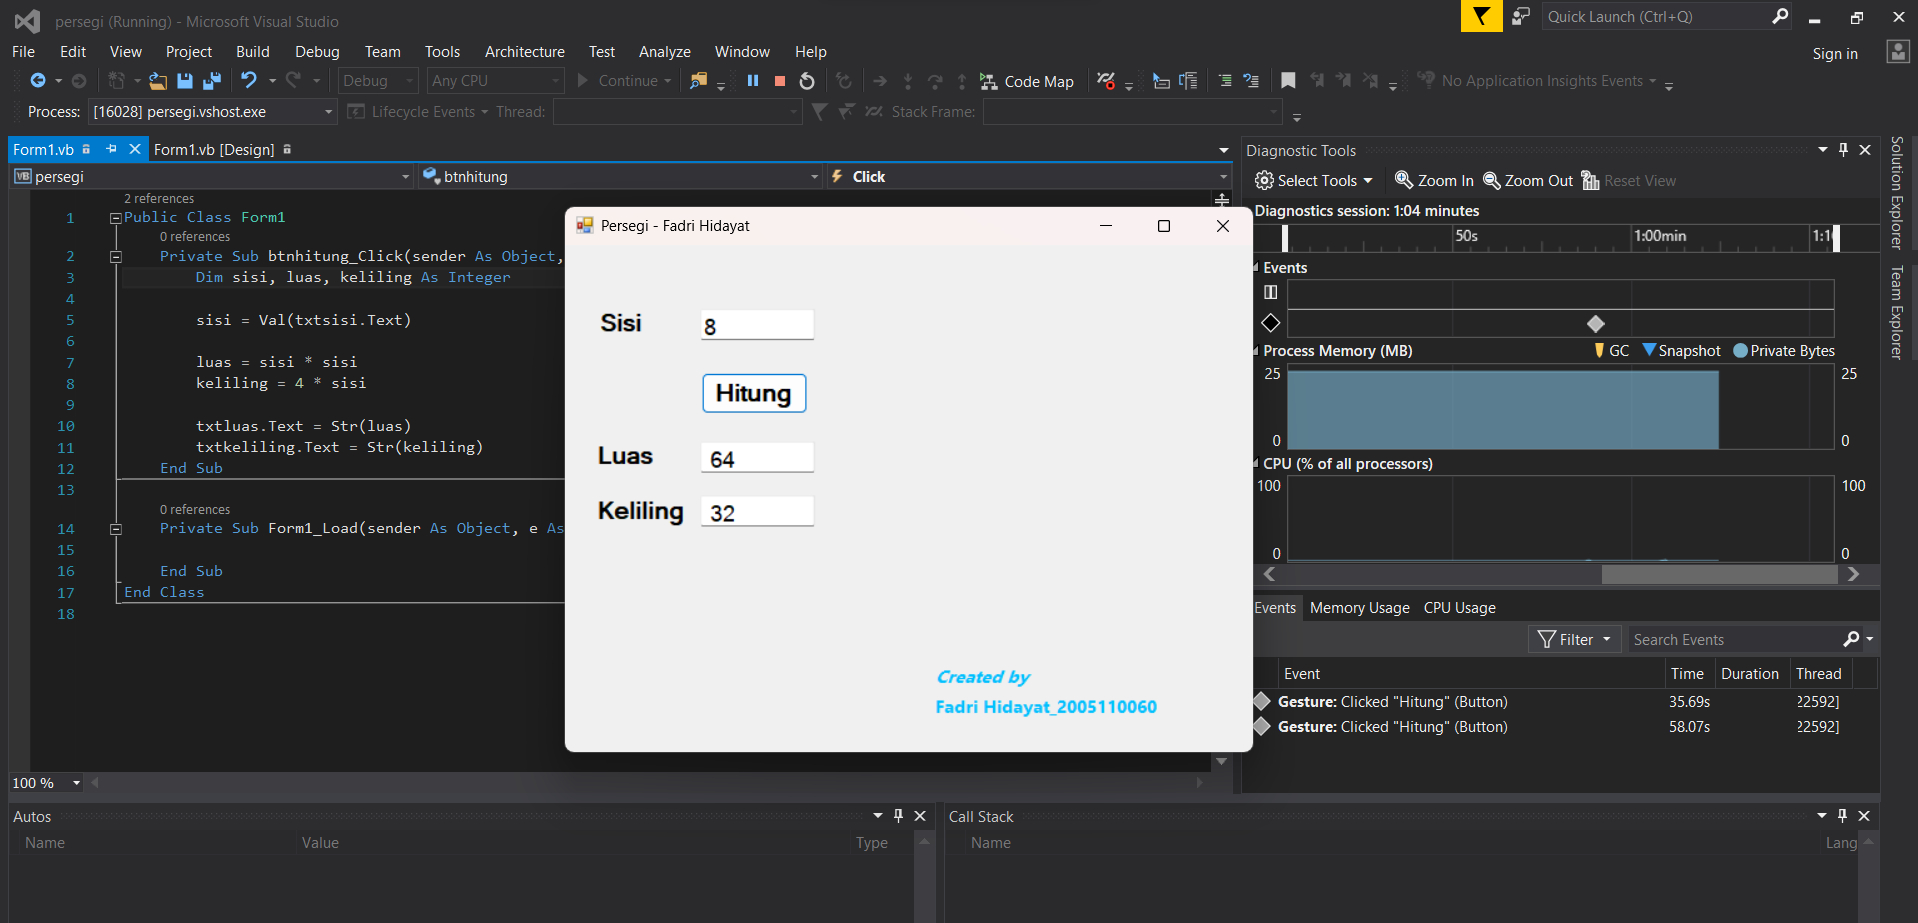 persegi (Running) - Microsoft Visual Studio
Quick Launch (Ctrl+Q)
File Edit View Project Build Debug Team Tools Architecture Test Analyze Window Help
Sign in
Debug Any CPU Continue Code Map No Application Insights Events
Process: [16028] persegi.vshost.exe Lifecycle Events Thread: Stack Frame:
Form1.vb Form1.vb [Design]
persegi btnhitung Click
2 references
1 Public Class Form1
0 references
2 Private Sub btnhitung_Click(sender As Object,
3 Dim sisi, luas, keliling As Integer
4
5 sisi = Val(txtsisi.Text)
6
7 luas = sisi * sisi
8 keliling = 4 * sisi
9
10 txtluas.Text = Str(luas)
11 txtkeliling.Text = Str(keliling)
12 End Sub
13
0 references
14 Private Sub Form1_Load(sender As Object, e As
15
16 End Sub
17 End Class
18
100 %
Persegi - Fadri Hidayat
Sisi 8
Hitung
Luas 64
Keliling 32
Created by
Fadri Hidayat_2005110060
Diagnostic Tools
Select Tools Zoom In Zoom Out Reset View
Diagnostics session: 1:04 minutes
50s 1:00min
Events
Process Memory (MB) GC Snapshot Private Bytes
25 25
0 0
CPU (% of all processors)
100 100
0 0
Events Memory Usage CPU Usage
Filter Search Events
Event Time Duration Thread
Gesture: Clicked "Hitung" (Button) 35.69s 22592]
Gesture: Clicked "Hitung" (Button) 58.07s 22592]
Solution Explorer
Team Explorer
Autos
Name Value Type
Call Stack
Name Lang